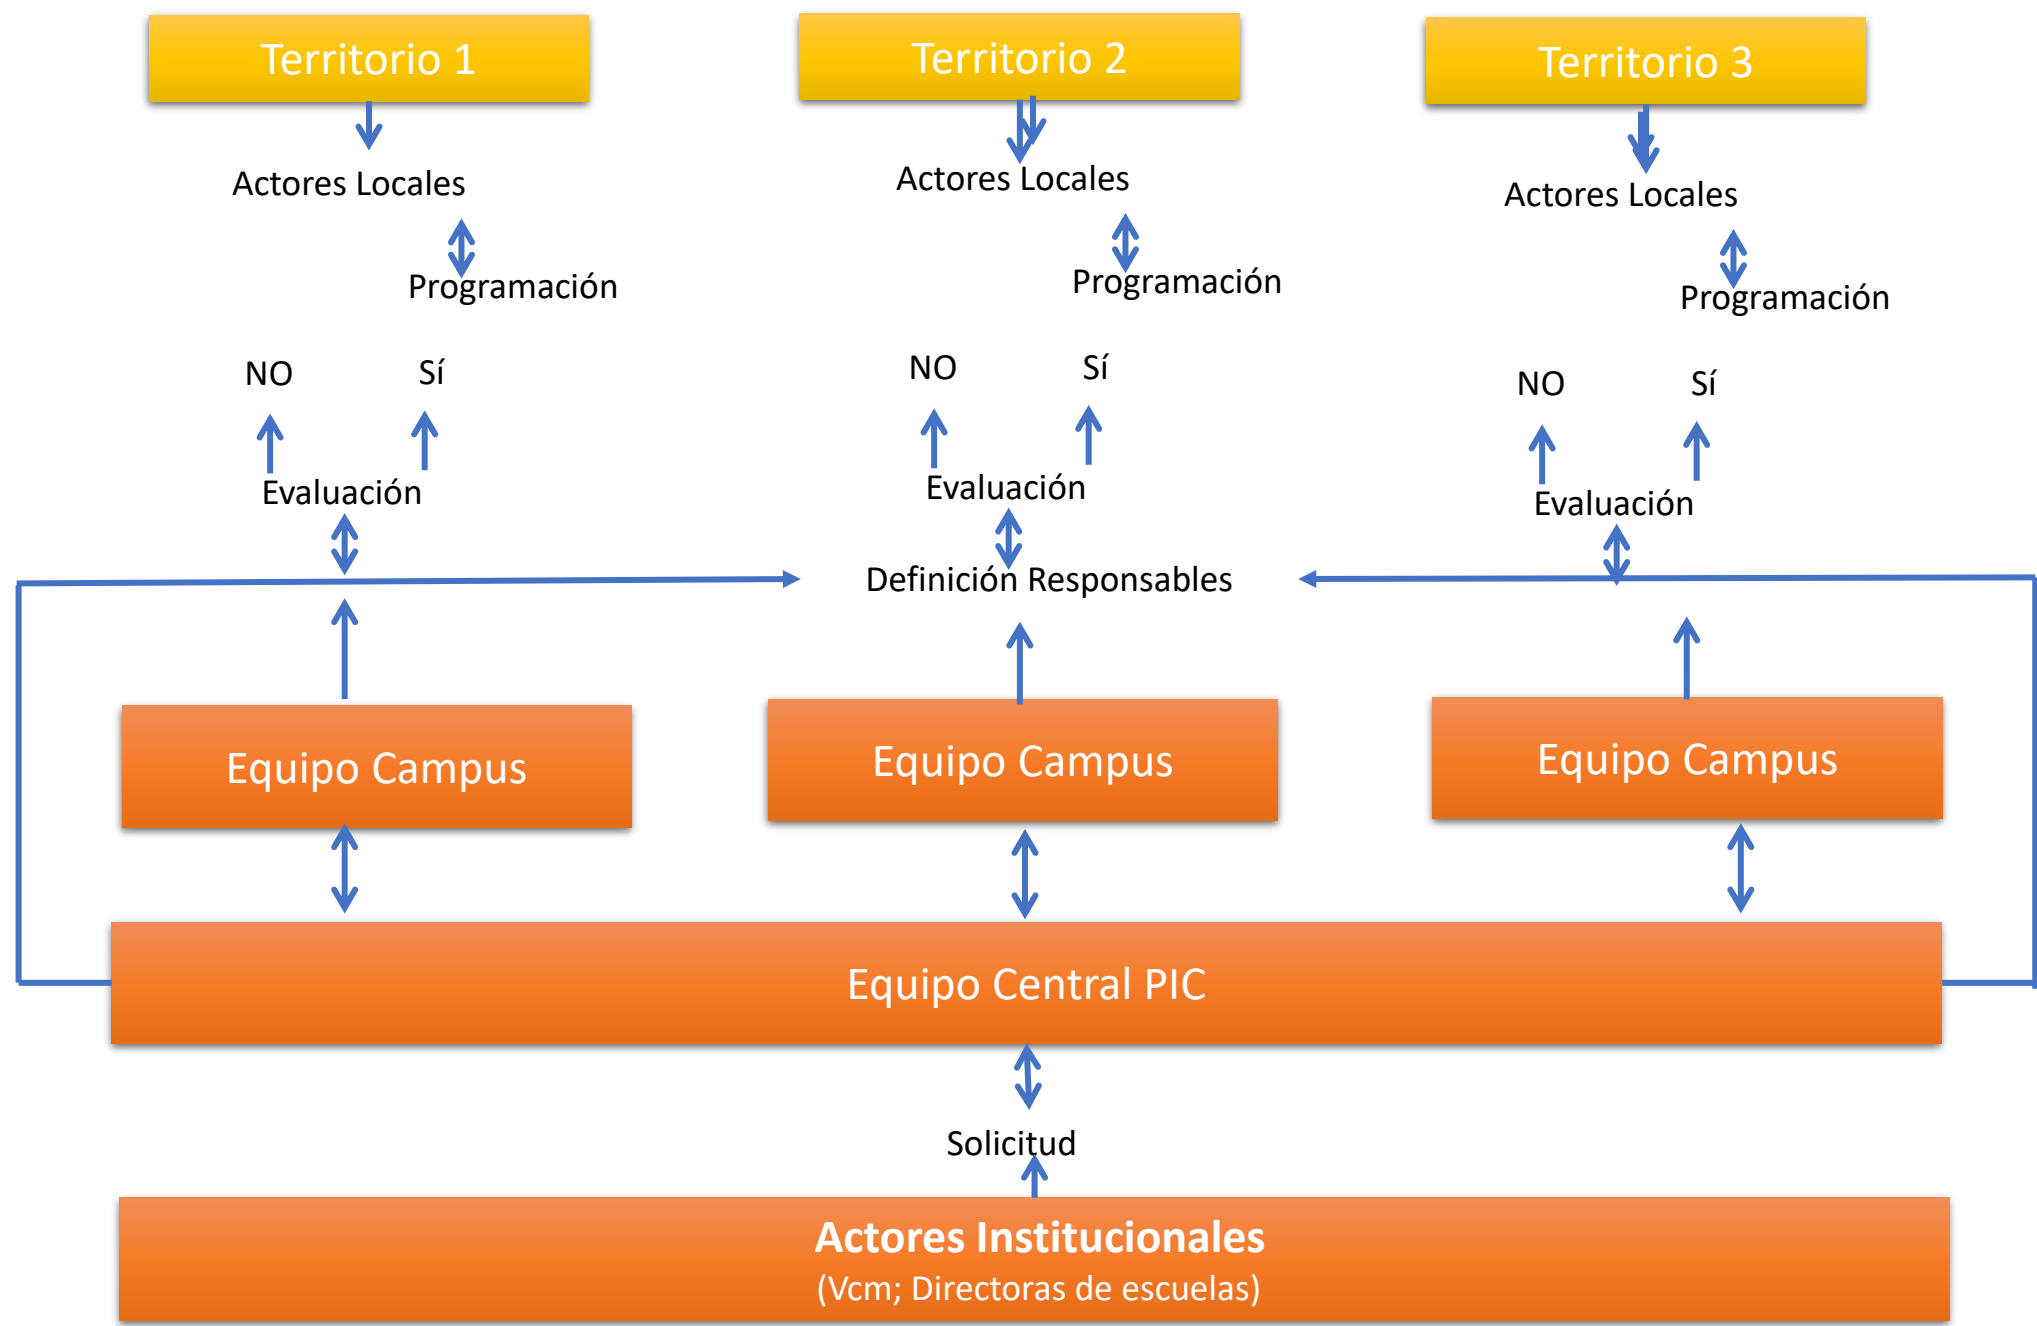 Territorio 1
Territorio 2
Territorio 3
Actores Locales
Actores Locales
Actores Locales
Programación
Programación
Programación
NO
Sí
NO
Sí
NO
Sí
Evaluación
Evaluación
Evaluación
Definición Responsables
Equipo Campus
Equipo Campus
Equipo Campus
Equipo Central PIC
Solicitud
Actores Institucionales
(Vcm; Directoras de escuelas)